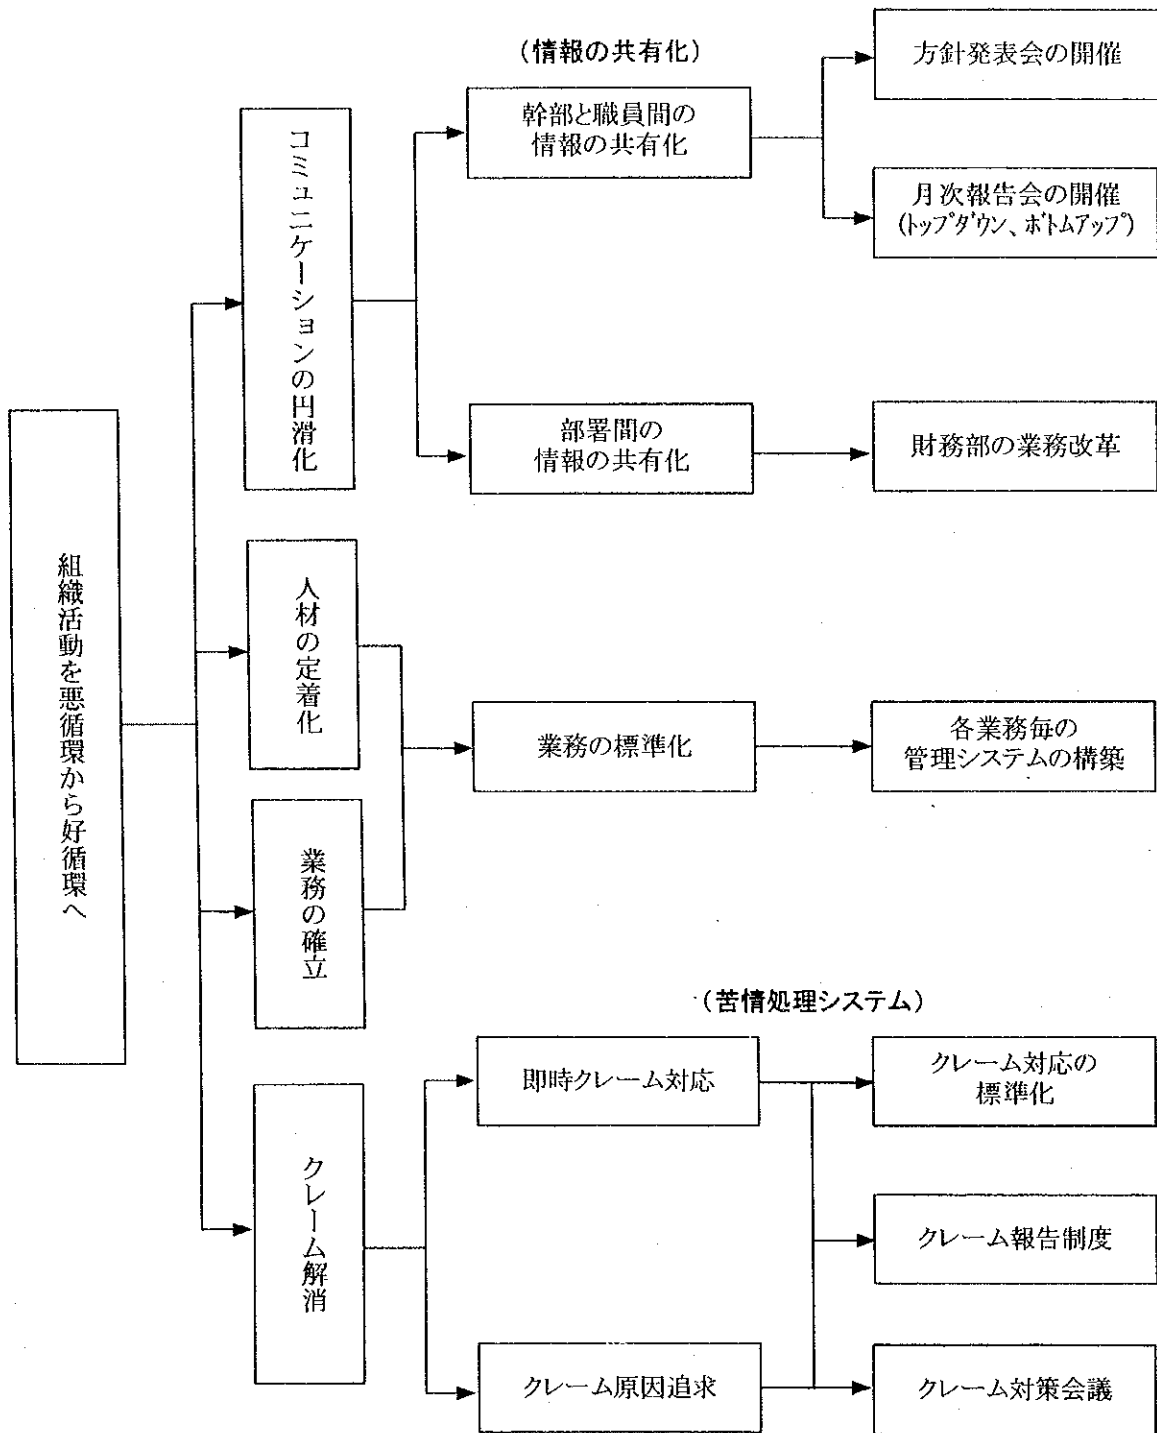 組織活動を悪循環から好循環へ
コミュニケーションの円滑化
人材の定着化
業務の確立
クレーム解消
(情報の共有化)
幹部と職員間の
情報の共有化
部署間の
情報の共有化
業務の標準化
即時クレーム対応
クレーム原因追求
方針発表会の開催
月次報告会の開催
(トップダウン、ボトムアップ)
財務部の業務改革
各業務毎の
管理システムの構築
(苦情処理システム)
クレーム対応の
標準化
クレーム報告制度
クレーム対策会議